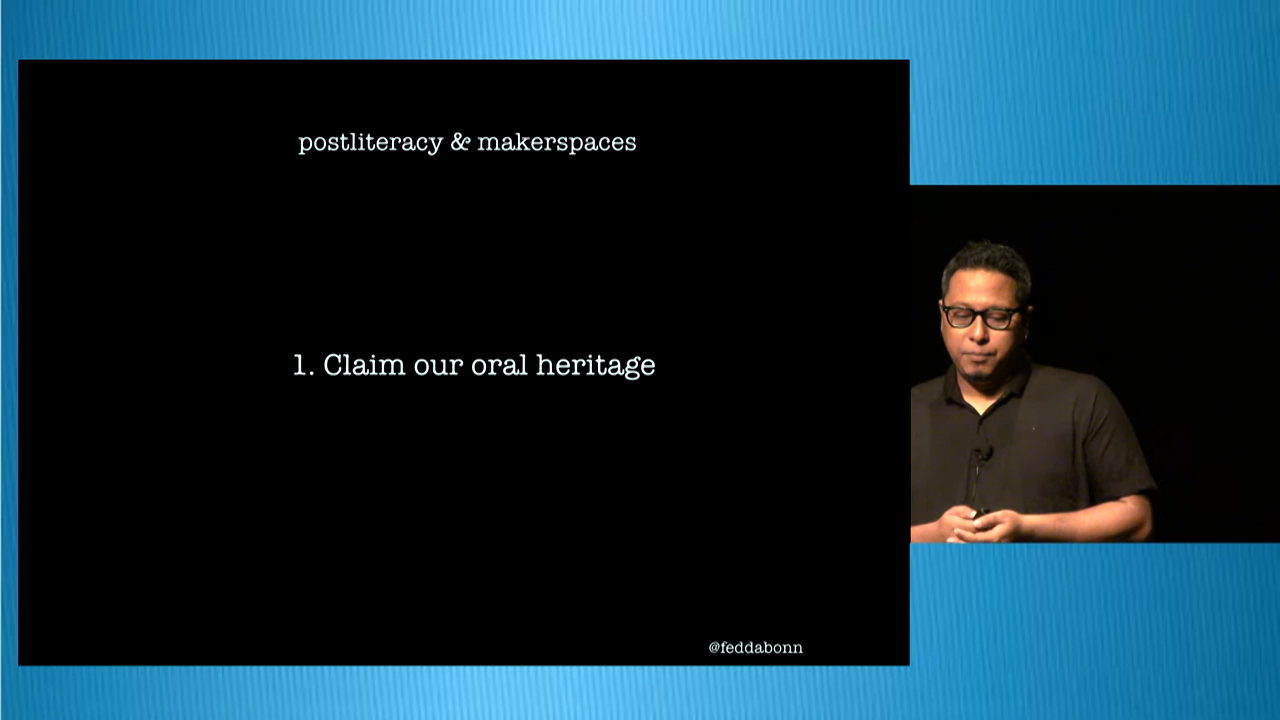 postliteracy & makerspaces
1. Claim our oral heritage
@feddabonn